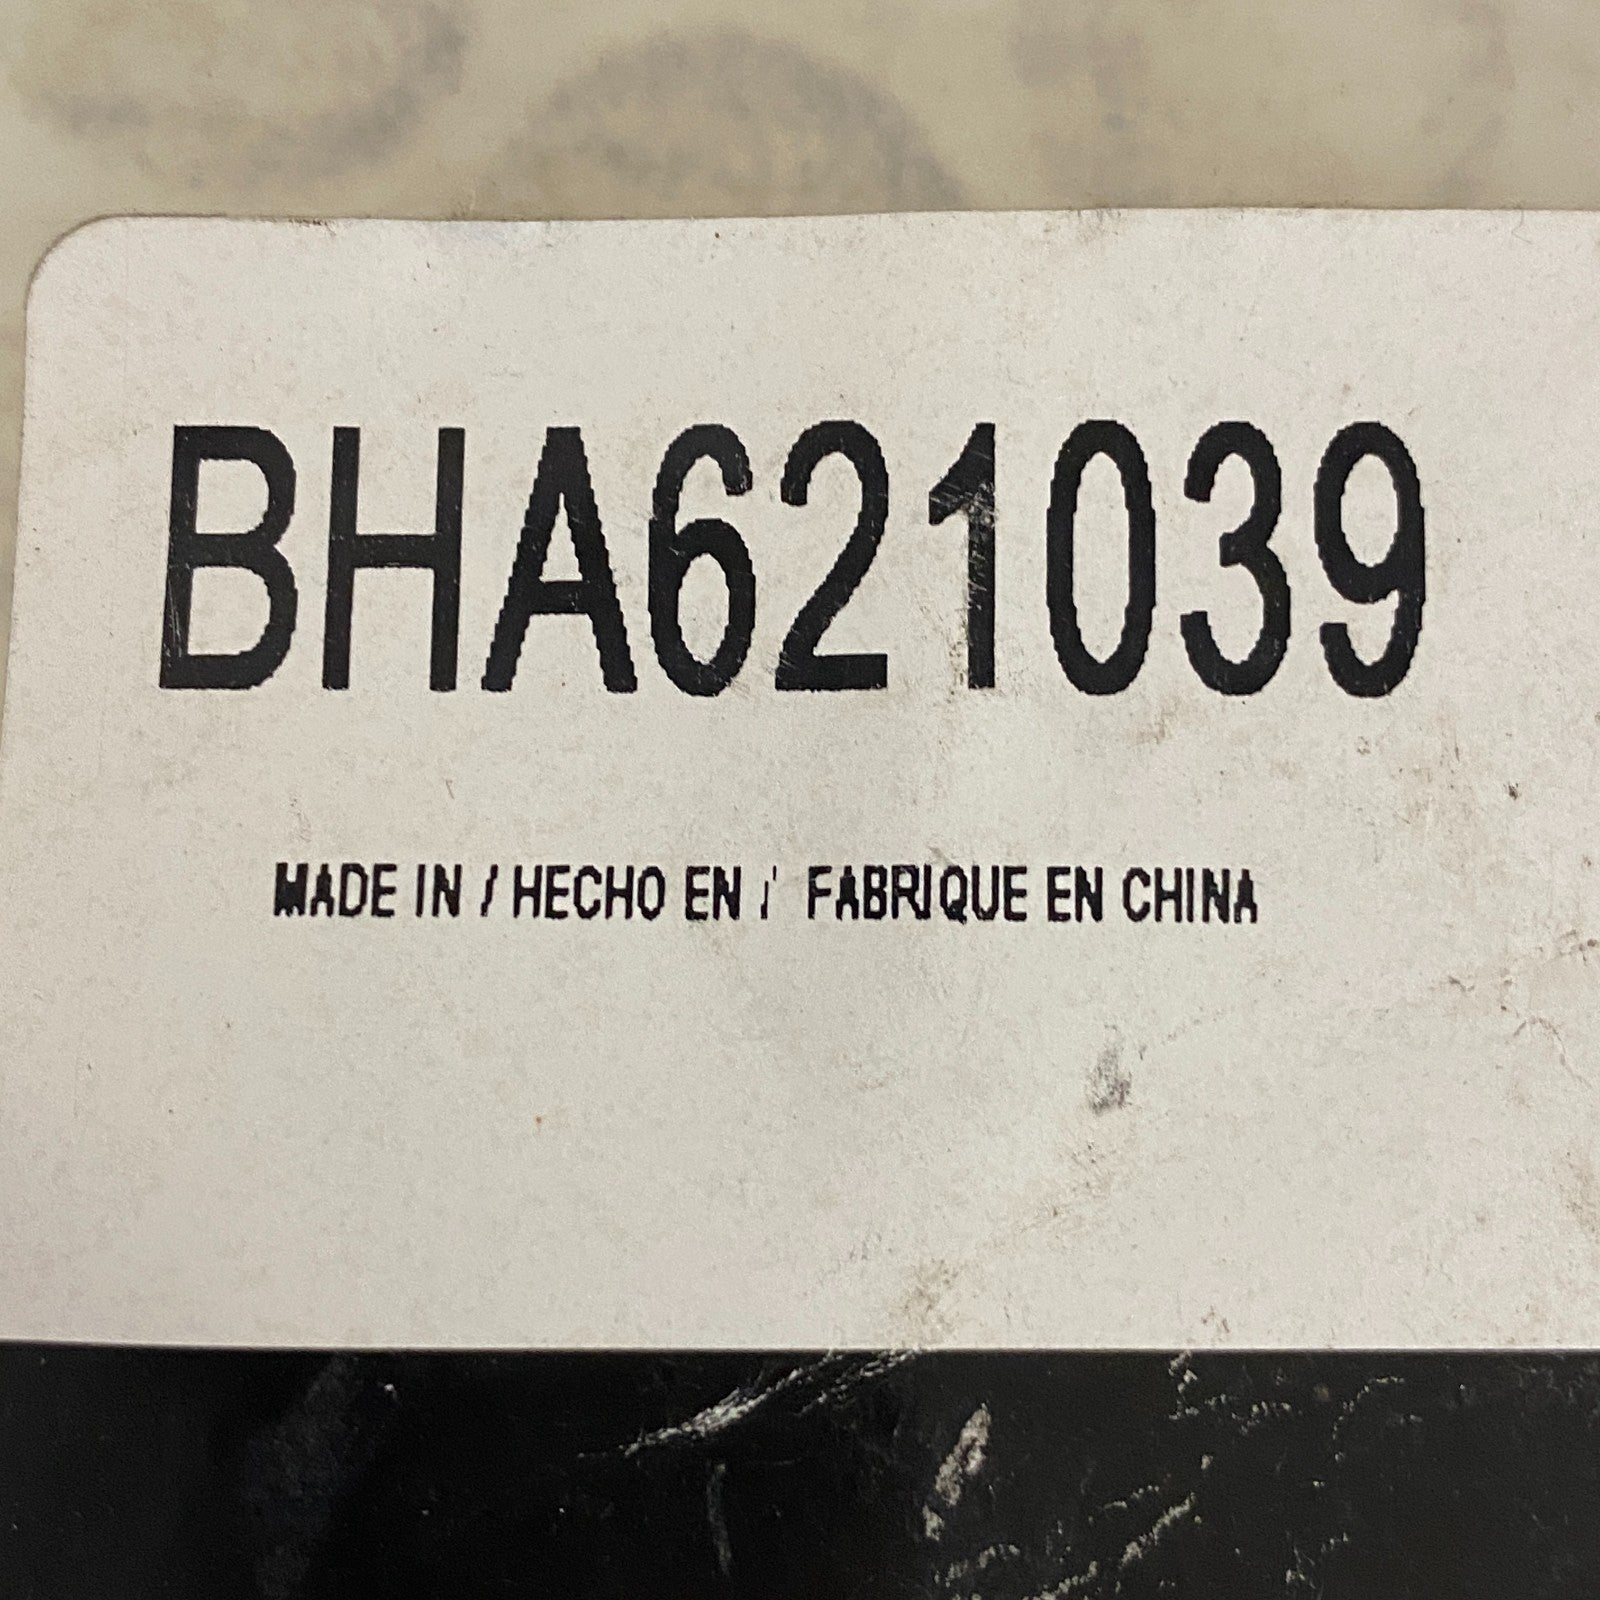 BHA621039
MADE IN / HECHO EN / FABRIQUE EN CHINA